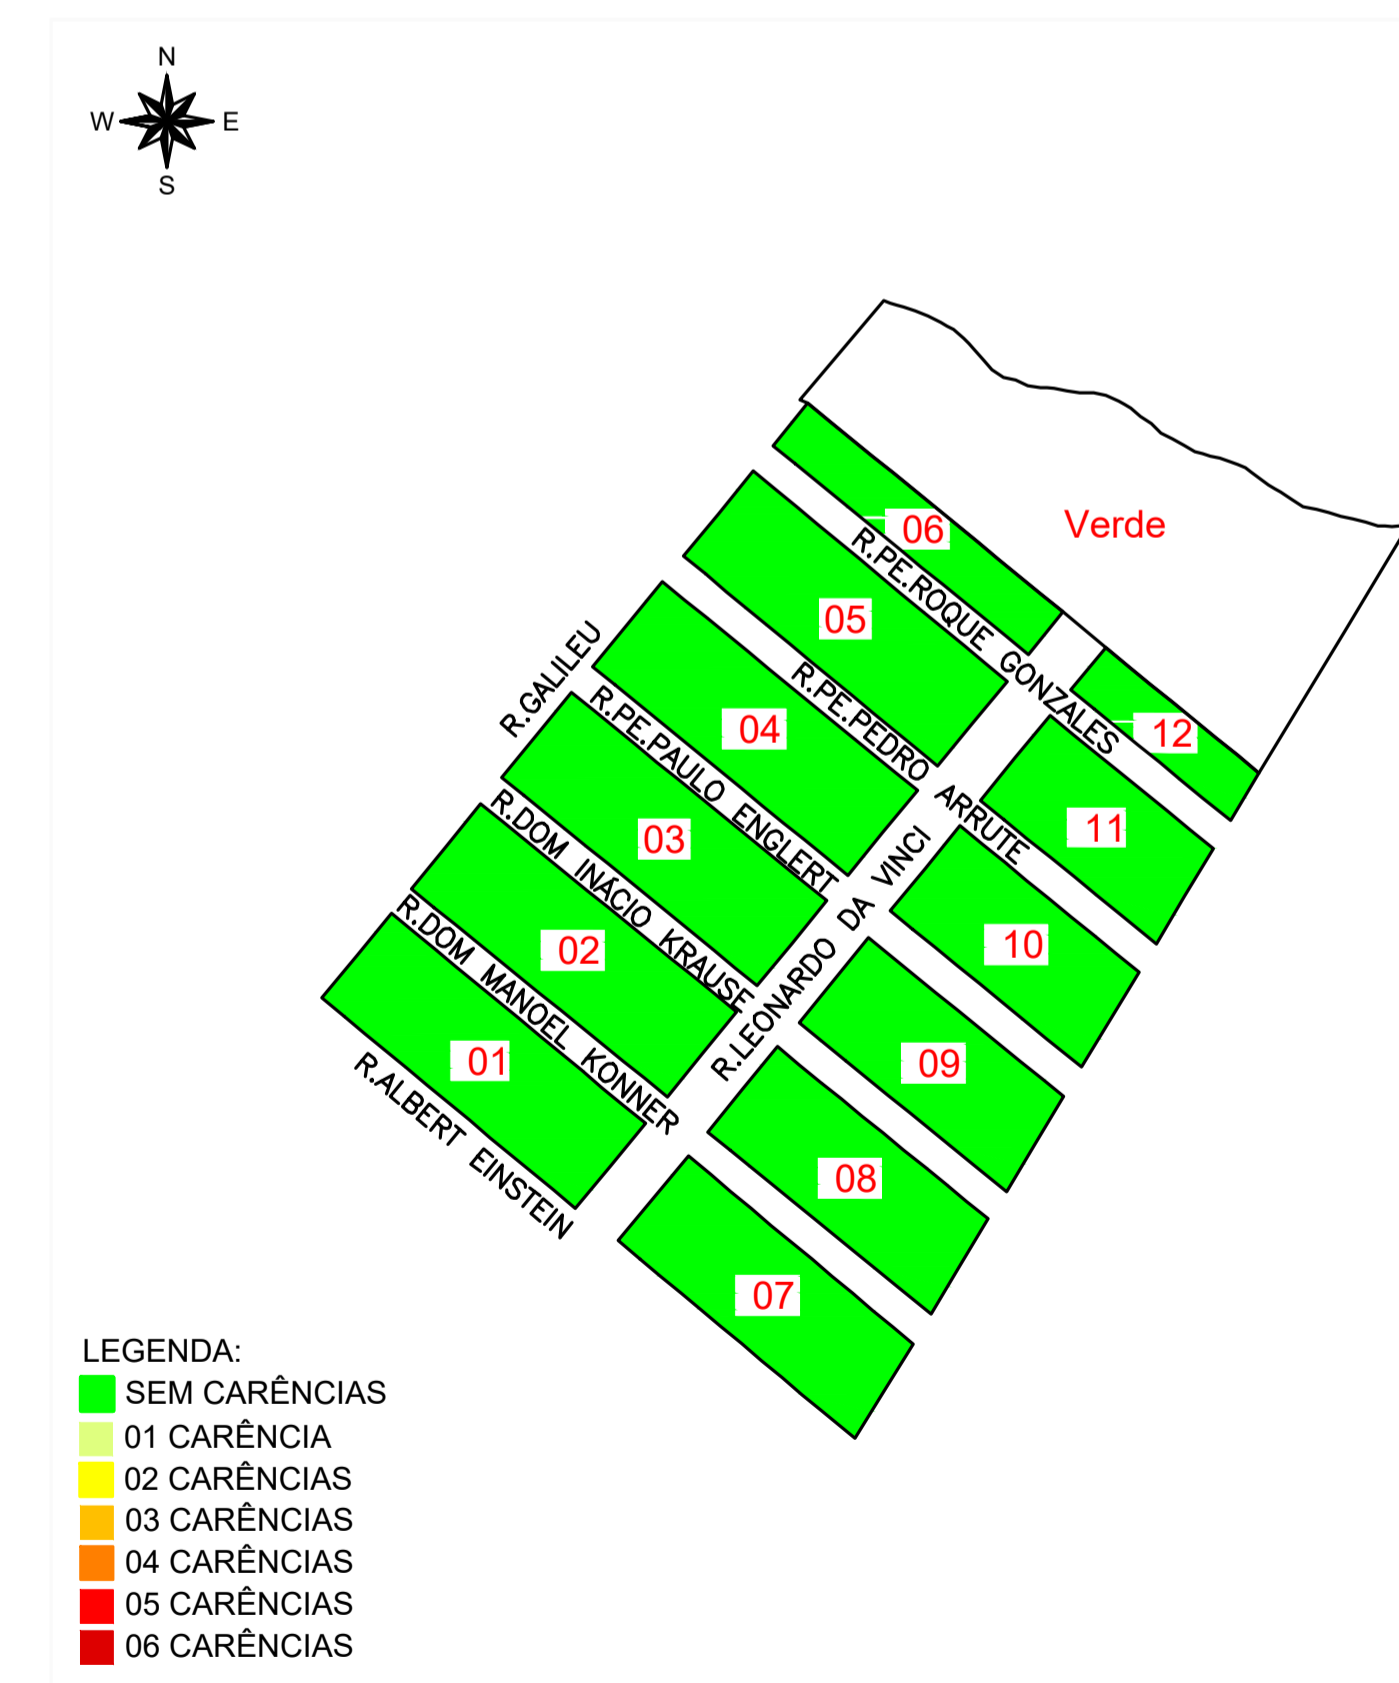 N
W E
S
Verde
06
R.PE.ROQUE GONZALES
05
12
R.GALILEU
R.PE.PEDRO ARRUTE
04
11
R.PE.PAULO ENGLERT
03
R.LEONARDO DA VINCI
10
R.DOM INÁCIO KRAUSE
02
09
R.DOM MANOEL KONNER
01
08
R.ALBERT EINSTEIN
07
LEGENDA:
SEM CARÊNCIAS
01 CARÊNCIA
02 CARÊNCIAS
03 CARÊNCIAS
04 CARÊNCIAS
05 CARÊNCIAS
06 CARÊNCIAS